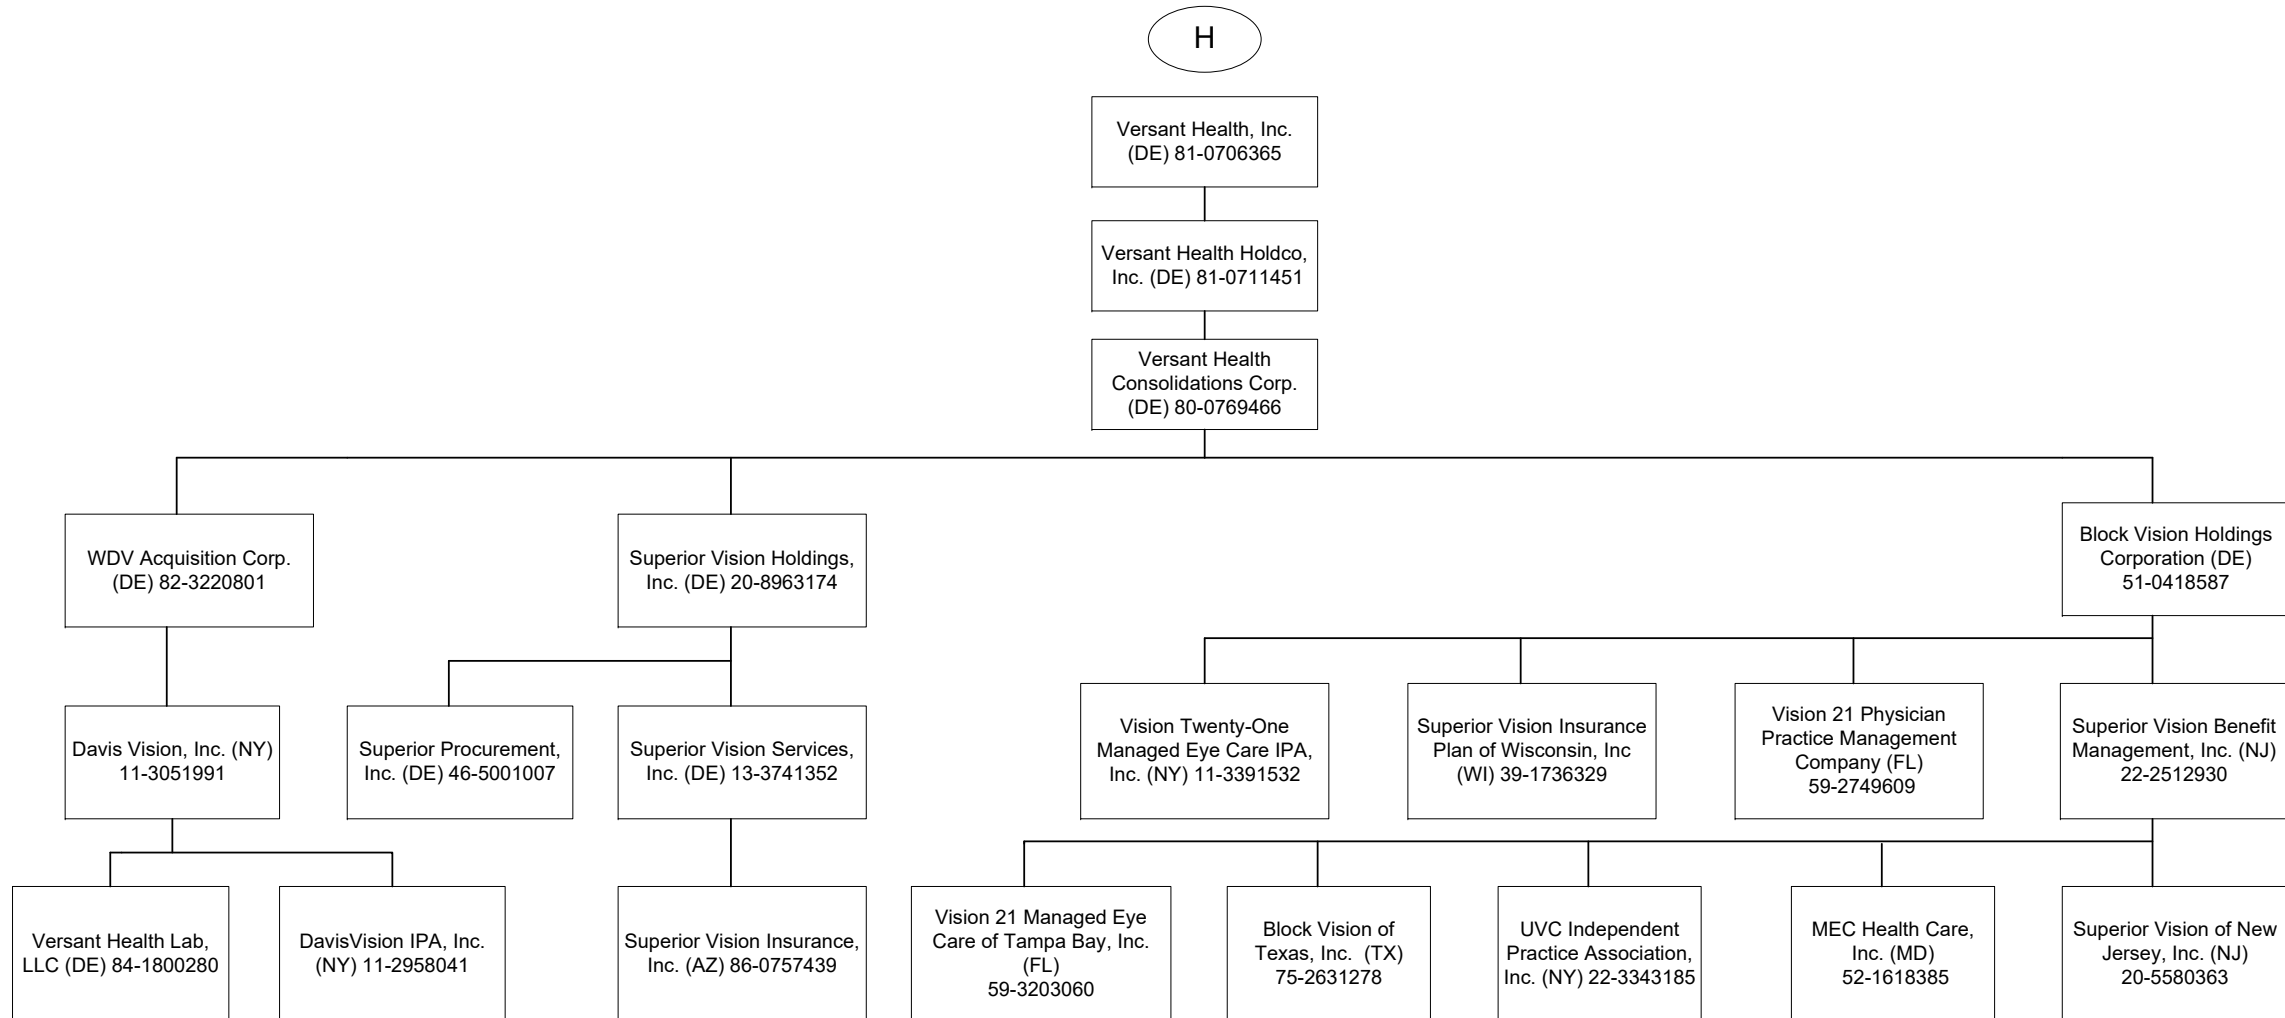 H
Versant Health, Inc.
(DE) 81-0706365
Versant Health Holdco,
Inc. (DE) 81-0711451
Versant Health
Consolidations Corp.
(DE) 80-0769466
WDV Acquisition Corp.
(DE) 82-3220801
Superior Vision Holdings,
Inc. (DE) 20-8963174
Block Vision Holdings
Corporation (DE)
51-0418587
Davis Vision, Inc. (NY)
11-3051991
Superior Procurement,
Inc. (DE) 46-5001007
Superior Vision Services,
Inc. (DE) 13-3741352
Vision Twenty-One
Managed Eye Care IPA,
Inc. (NY) 11-3391532
Superior Vision Insurance
Plan of Wisconsin, Inc
(WI) 39-1736329
Vision 21 Physician
Practice Management
Company (FL)
59-2749609
Superior Vision Benefit
Management, Inc. (NJ)
22-2512930
Versant Health Lab,
LLC (DE) 84-1800280
DavisVision IPA, Inc.
(NY) 11-2958041
Superior Vision Insurance,
Inc. (AZ) 86-0757439
Vision 21 Managed Eye
Care of Tampa Bay, Inc.
(FL)
59-3203060
Block Vision of
Texas, Inc. (TX)
75-2631278
UVC Independent
Practice Association,
Inc. (NY) 22-3343185
MEC Health Care,
Inc. (MD)
52-1618385
Superior Vision of New
Jersey, Inc. (NJ)
20-5580363